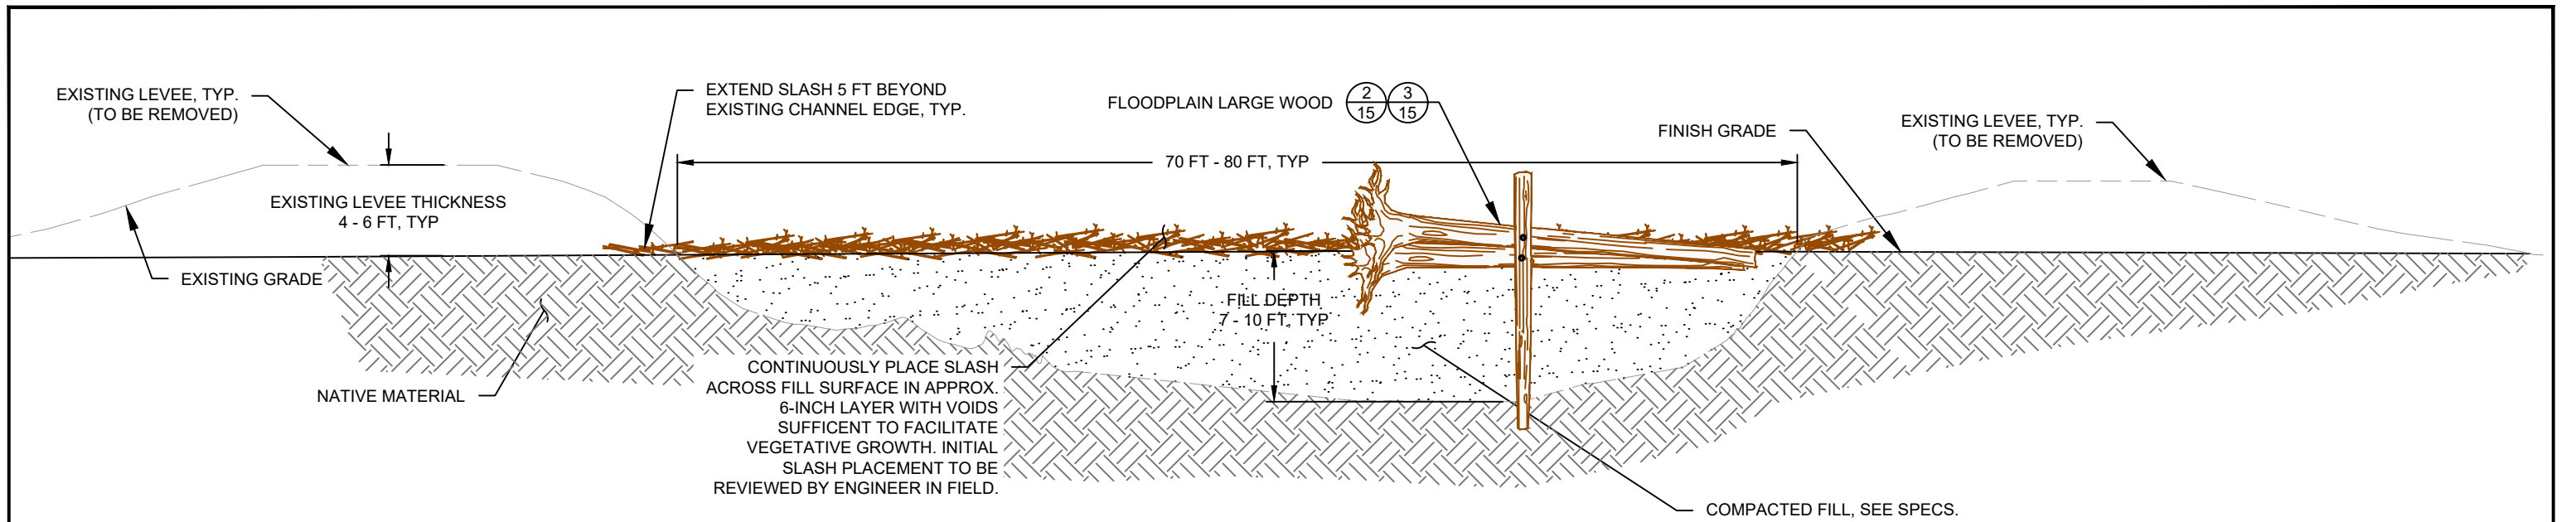 EXISTING LEVEE, TYP.
(TO BE REMOVED)
EXTEND SLASH 5 FT BEYOND
EXISTING CHANNEL EDGE, TYP.
FLOODPLAIN LARGE WOOD
2
15
3
15
FINISH GRADE
EXISTING LEVEE, TYP.
(TO BE REMOVED)
70 FT - 80 FT, TYP
EXISTING LEVEE THICKNESS
4 - 6 FT, TYP
EXISTING GRADE
FILL DEPTH
7 - 10 FT, TYP
NATIVE MATERIAL
CONTINUOUSLY PLACE SLASH
ACROSS FILL SURFACE IN APPROX.
6-INCH LAYER WITH VOIDS
SUFFICENT TO FACILITATE
VEGETATIVE GROWTH. INITIAL
SLASH PLACEMENT TO BE
REVIEWED BY ENGINEER IN FIELD.
COMPACTED FILL, SEE SPECS.